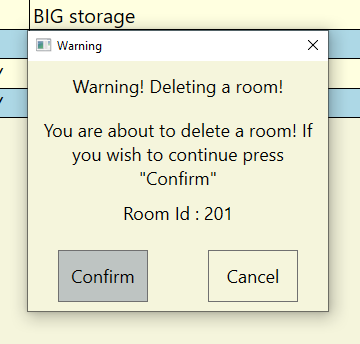 BIG storage
Warning
Warning! Deleting a room!
You are about to delete a room! If
you wish to continue press
"Confirm"
Room Id : 201
Confirm
Cancel